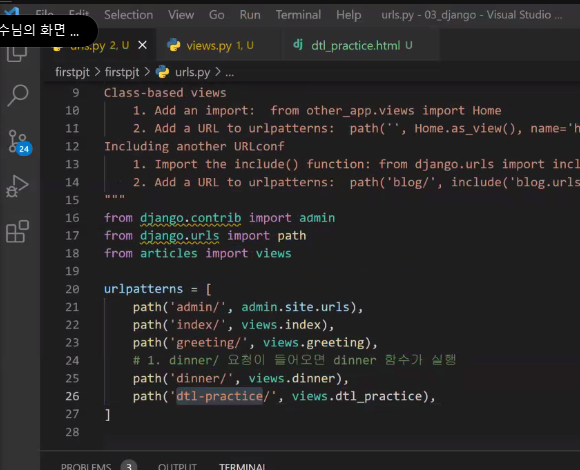 File Edit Selection View Go Run Terminal Help urls.py - 03_django - Visual Studio ...
수님의 화면 ...
urls.py 2, U views.py 1, U dj dtl_practice.html U
firstpjt > firstpjt > urls.py > ...
9 Class-based views
10 1. Add an import:  from other_app.views import Home
11 2. Add a URL to urlpatterns:  path('', Home.as_view(), name='h
12 Including another URLconf
13 1. Import the include() function: from django.urls import incl
14 2. Add a URL to urlpatterns:  path('blog/', include('blog.urls
15 """
16 from django.contrib import admin
17 from django.urls import path
18 from articles import views
19
20 urlpatterns = [
21 path('admin/', admin.site.urls),
22 path('index/', views.index),
23 path('greeting/', views.greeting),
24 # 1. dinner/ 요청이 들어오면 dinner 함수가 실행
25 path('dinner/', views.dinner),
26 path('dtl-practice/', views.dtl_practice),
27 ]
28
24
PROBLEMS 3 OUTPUT TERMINAL